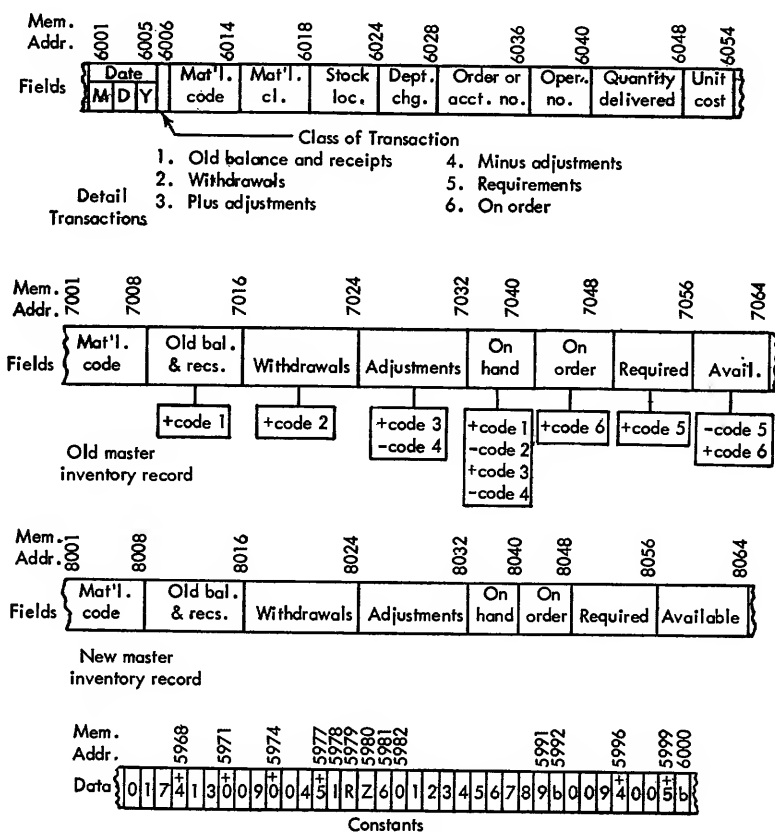 Mem.
Addr. 6001 6005 6006 6014 6018 6024 6028 6036 6040 6048 6054
Fields Date M D Y Mat'l. code Mat'l. cl. Stock loc. Dept. chg. Order or acct. no. Oper. no. Quantity delivered Unit cost
Class of Transaction
1. Old balance and receipts 4. Minus adjustments
2. Withdrawals 5. Requirements
3. Plus adjustments 6. On order
Detail
Transactions
Mem.
Addr. 7001 7008 7016 7024 7032 7040 7048 7056 7064
Fields Mat'l. code Old bal. & recs. Withdrawals Adjustments On hand On order Required Avail.
+code 1 +code 2 +code 3 -code 4 +code 1 -code 2 +code 3 -code 4 +code 6 +code 5 -code 5 +code 6
Old master
inventory record
Mem.
Addr. 8001 8008 8016 8024 8032 8040 8048 8056 8064
Fields Mat'l. code Old bal. & recs. Withdrawals Adjustments On hand On order Required Available
New master
inventory record
Mem.
Addr. 5968 5971 5974 5977 5978 5979 5980 5981 5982 5991 5992 5996 5999 6000
Data 0 1 7 +4 1 3 +0 0 9 +0 0 4 +5 I R Z 6 0 1 2 3 4 5 6 7 8 9 b 0 0 9 +4 0 0 +5 b
Constants